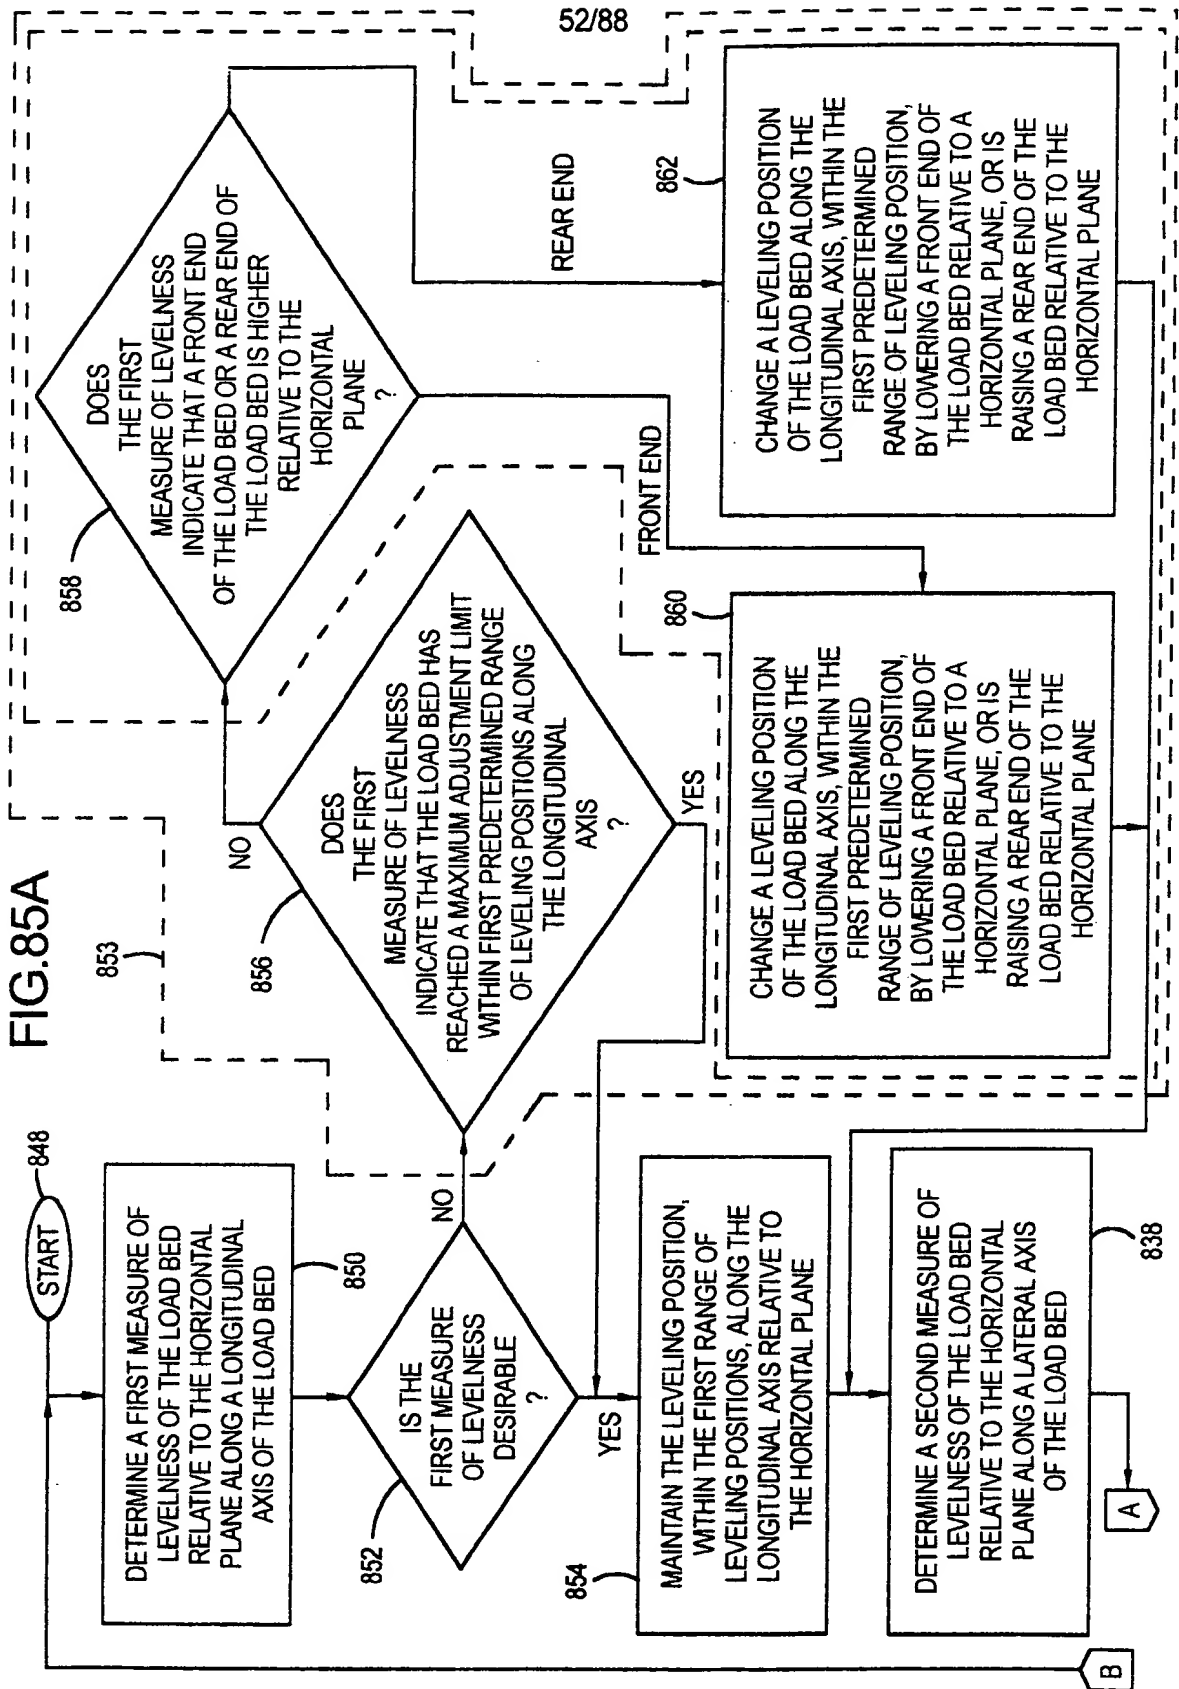 52/88
FIG.85A
START
848
DETERMINE A FIRST MEASURE OF
LEVELNESS OF THE LOAD BED
RELATIVE TO THE HORIZONTAL
PLANE ALONG A LONGITUDINAL
AXIS OF THE LOAD BED
850
IS THE
FIRST MEASURE
OF LEVELNESS
DESIRABLE
?
852
NO
YES
MAINTAIN THE LEVELING POSITION,
WITHIN THE FIRST RANGE OF
LEVELING POSITIONS, ALONG THE
LONGITUDINAL AXIS RELATIVE TO
THE HORIZONTAL PLANE
854
DETERMINE A SECOND MEASURE OF
LEVELNESS OF THE LOAD BED
RELATIVE TO THE HORIZONTAL
PLANE ALONG A LATERAL AXIS
OF THE LOAD BED
838
A
B
853
DOES
THE FIRST
MEASURE OF LEVELNESS
INDICATE THAT THE LOAD BED HAS
REACHED A MAXIMUM ADJUSTMENT LIMIT
WITHIN FIRST PREDETERMINED RANGE
OF LEVELING POSITIONS ALONG
THE LONGITUDINAL
AXIS
?
856
NO
YES
DOES
THE FIRST
MEASURE OF LEVELNESS
INDICATE THAT A FRONT END
OF THE LOAD BED OR A REAR END OF
THE LOAD BED IS HIGHER
RELATIVE TO THE
HORIZONTAL
PLANE
?
858
FRONT END
REAR END
CHANGE A LEVELING POSITION
OF THE LOAD BED ALONG THE
LONGITUDINAL AXIS, WITHIN THE
FIRST PREDETERMINED
RANGE OF LEVELING POSITION,
BY LOWERING A FRONT END OF
THE LOAD BED RELATIVE TO A
HORIZONTAL PLANE, OR IS
RAISING A REAR END OF THE
LOAD BED RELATIVE TO THE
HORIZONTAL PLANE
860
CHANGE A LEVELING POSITION
OF THE LOAD BED ALONG THE
LONGITUDINAL AXIS, WITHIN THE
FIRST PREDETERMINED
RANGE OF LEVELING POSITION,
BY LOWERING A FRONT END OF
THE LOAD BED RELATIVE TO A
HORIZONTAL PLANE, OR IS
RAISING A REAR END OF THE
LOAD BED RELATIVE TO THE
HORIZONTAL PLANE
862